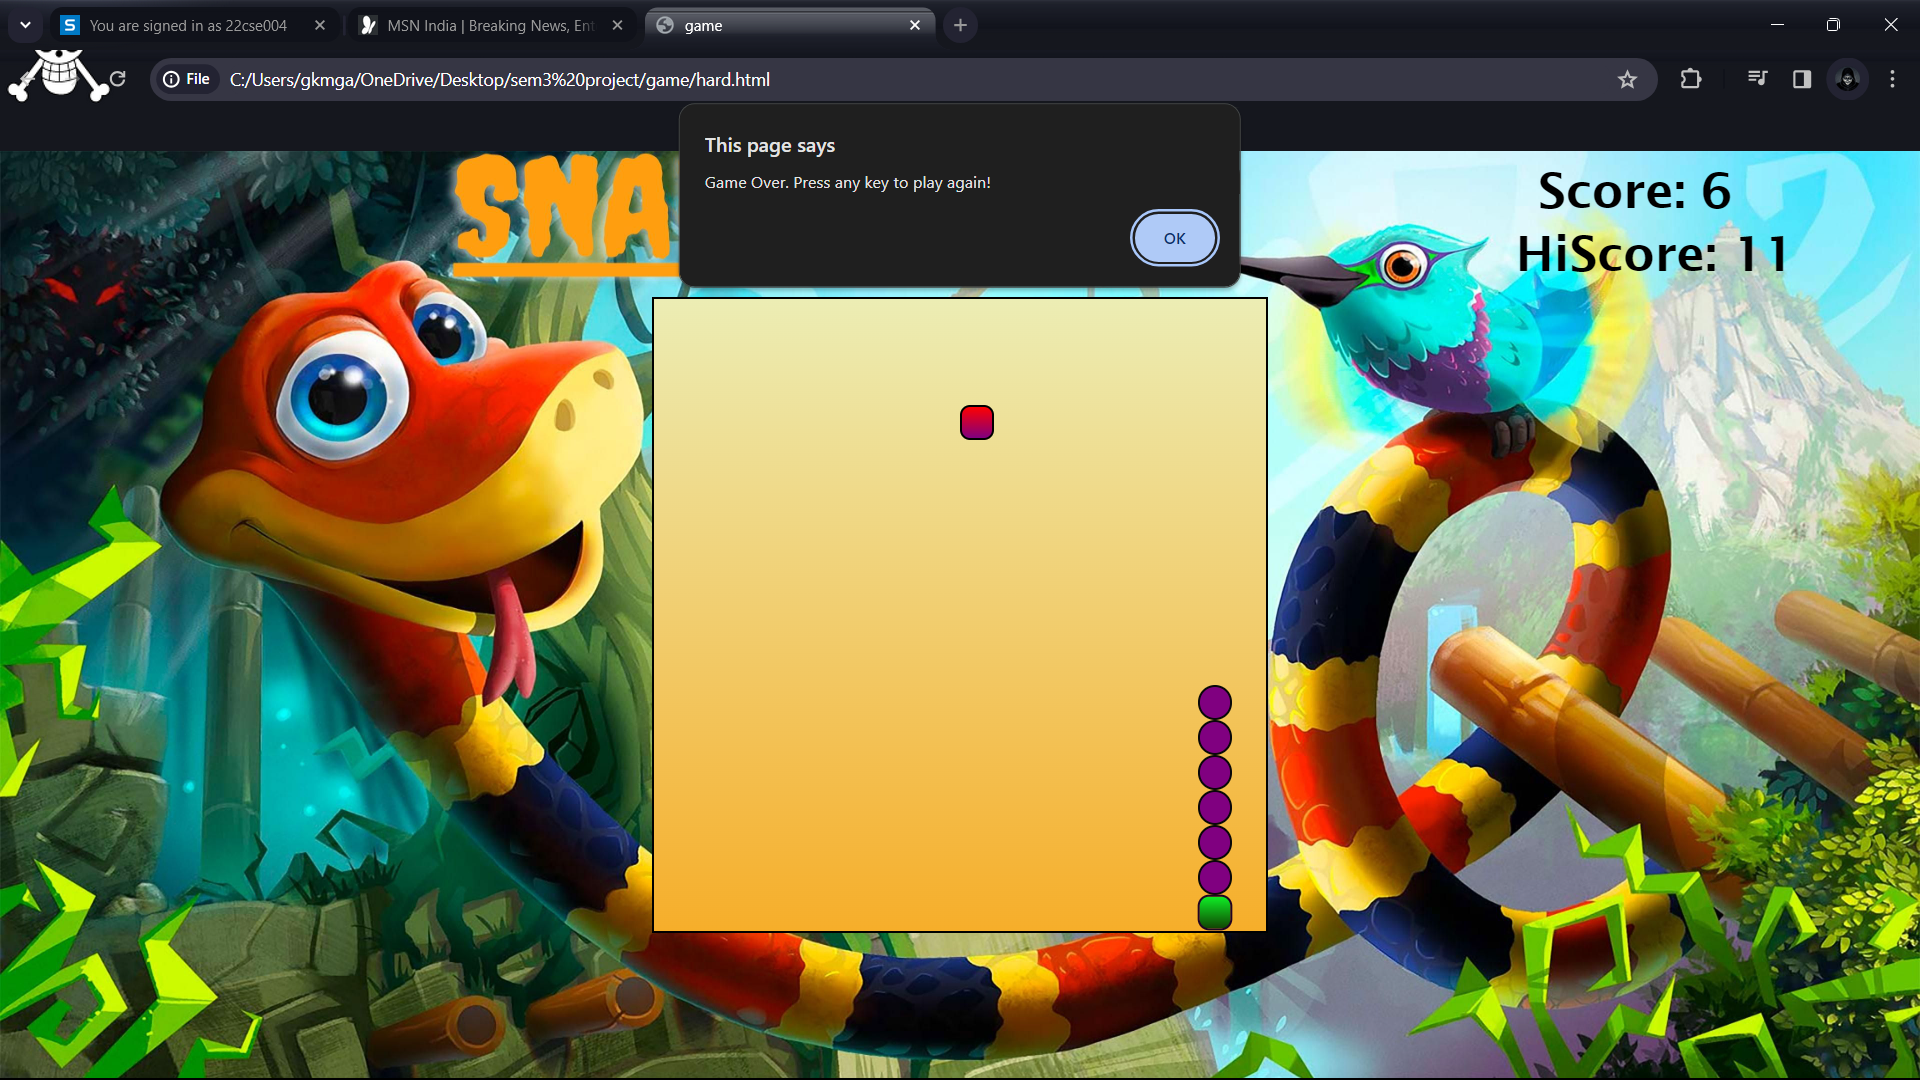 You are signed in as 22cse004
MSN India | Breaking News, Ent
game
File
C:/Users/gkmga/OneDrive/Desktop/sem3%20project/game/hard.html
This page says
Game Over. Press any key to play again!
OK
SNA
Score: 6
HiScore: 11